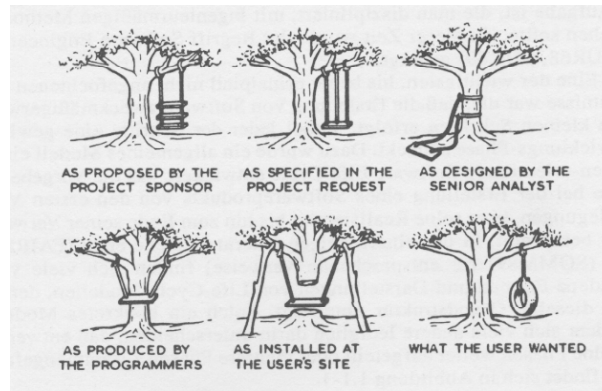 AS PROPOSED BY THE
PROJECT SPONSOR
AS SPECIFIED IN THE
PROJECT REQUEST
AS DESIGNED BY THE
SENIOR ANALYST
AS PRODUCED BY
THE PROGRAMMERS
AS INSTALLED AT
THE USER'S SITE
WHAT THE USER WANTED